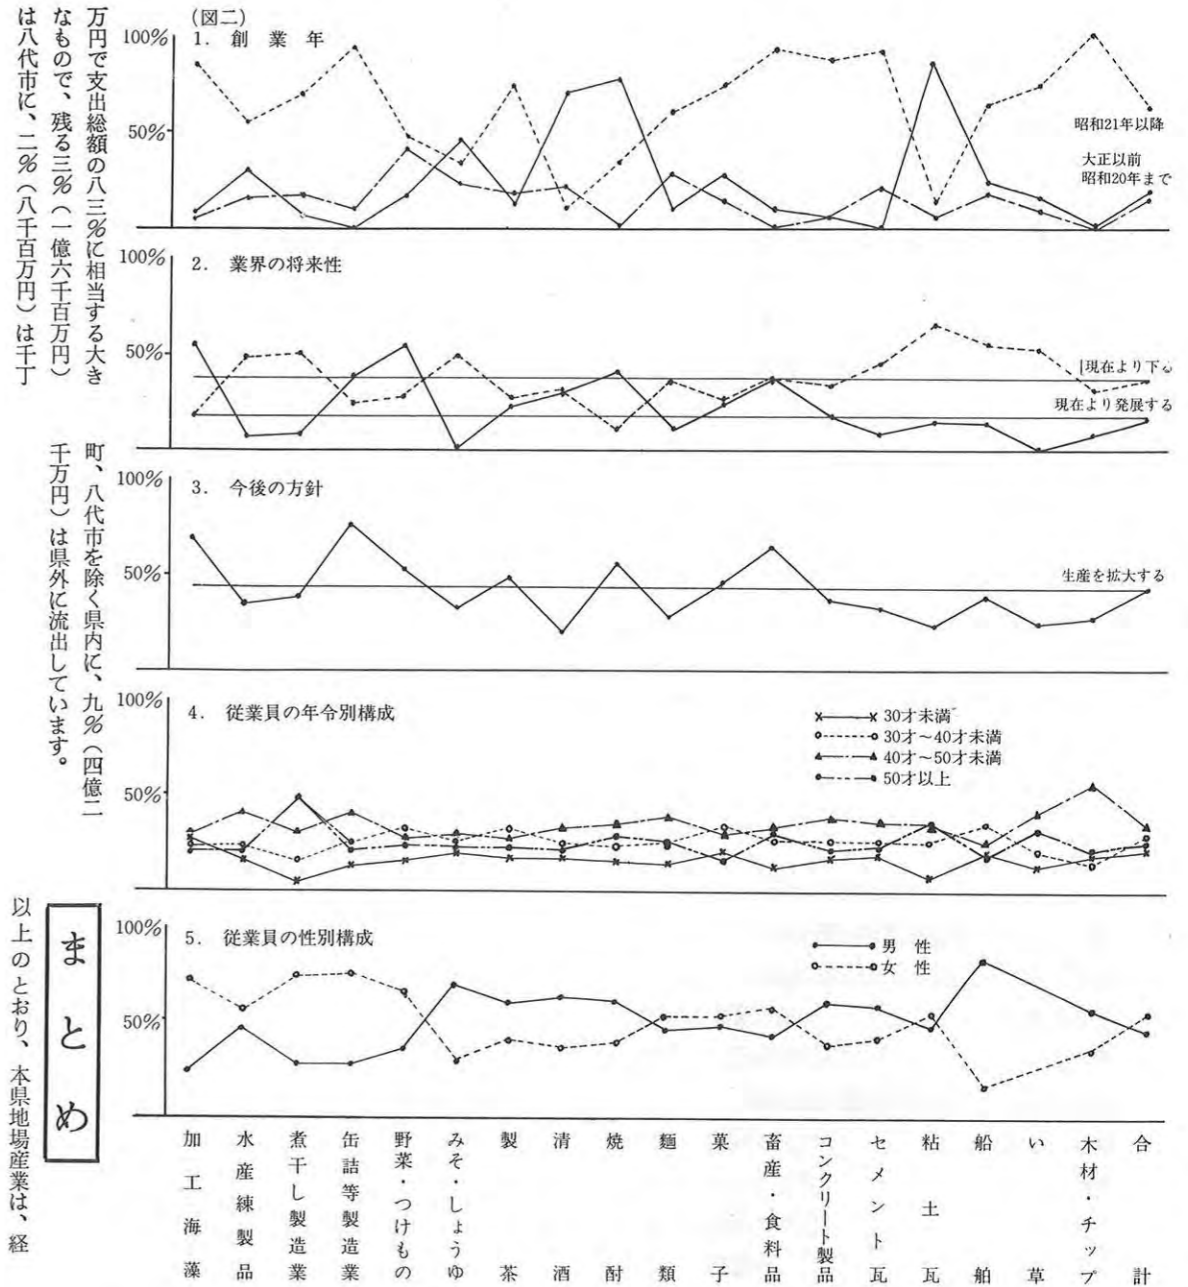 万円で支出総額の八三％に相当する大き
なもので、残る三％（一億六千百万円）
は八代市に、二％（八千百万円）は千丁
町、八代市を除く県内に、九％（四億二
千万円）は県外に流出しています。
まとめ
以上のとおり、本県地場産業は、経
(図二)
1. 創業年
100%
50%
昭和21年以降
大正以前
昭和20年まで
2. 業界の将来性
100%
50%
現在より下る
現在より発展する
3. 今後の方針
100%
50%
生産を拡大する
4. 従業員の年令別構成
100%
50%
30才未満
30才～40才未満
40才～50才未満
50才以上
5. 従業員の性別構成
100%
50%
男性
女性
加工海藻
水産練製品
煮干し製造業
缶詰等製造業
野菜・つけもの
みそ・しょうゆ
製茶
清酒
焼酎
麺類
菓子
畜産・食料品
コンクリート製品
セメント瓦
粘土瓦
船舶
い草
木材・チップ
合計